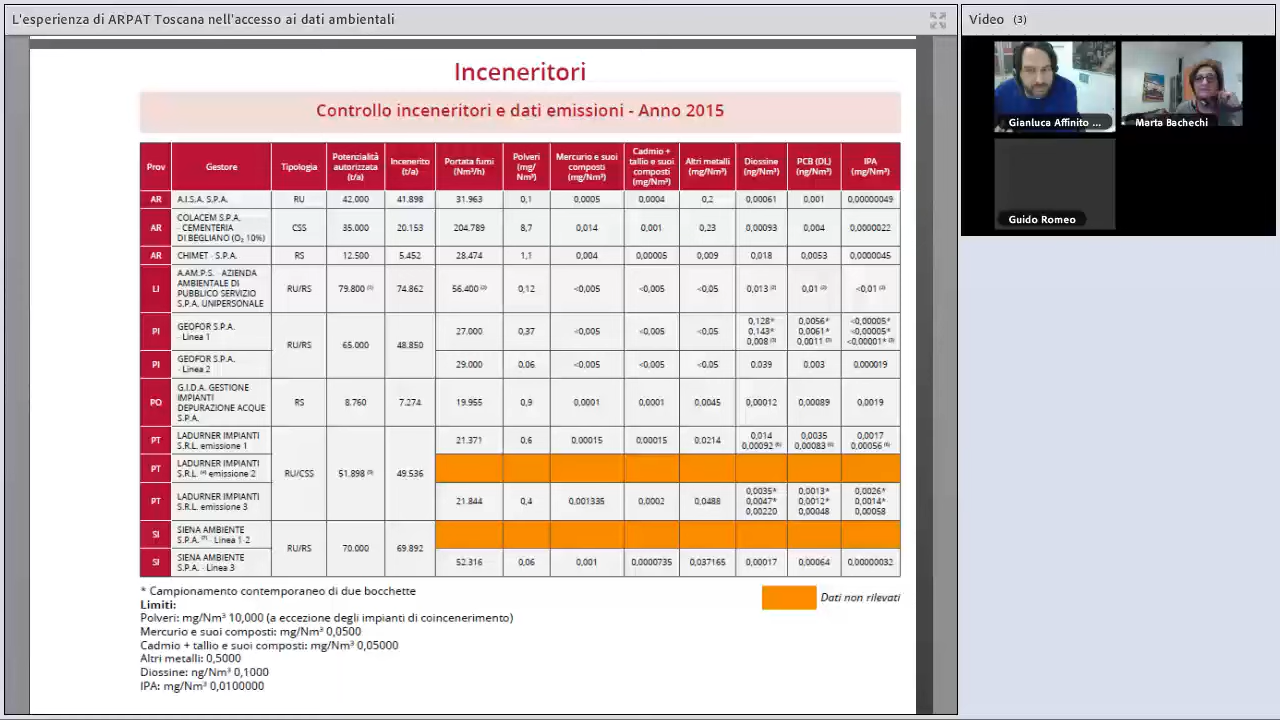 L'esperienza di ARPAT Toscana nell'accesso ai dati ambientali
Video (3)
Gianluca Affinito ...
Marta Bachechi
Guido Romeo
Inceneritori
Controllo inceneritori e dati emissioni - Anno 2015
Prov Gestore Tipologia Potenzialità autorizzata (t/a) Incenerito (t/a) Portata fumi (Nm³/h) Polveri (mg/Nm³) Mercurio e suoi composti (mg/Nm³) Cadmio + tallio e suoi composti (mg/Nm³) Altri metalli (mg/Nm³) Diossine (ng/Nm³) PCB (DL) (ng/Nm³) IPA (mg/Nm³)
AR A.I.S.A. S.P.A. RU 42.000 41.898 31.963 0,1 0,0005 0,0004 0,2 0,00061 0,001 0,00000049
AR COLACEM S.P.A. - CEMENTERIA DI BEGLIANO (O₂ 10%) CSS 35.000 20.153 204.789 8,7 0,014 0,001 0,23 0,00093 0,004 0,0000022
AR CHIMET - S.P.A. RS 12.500 5.452 28.474 1,1 0,004 0,00005 0,009 0,018 0,0053 0,0000045
LI A.AM.P.S. - AZIENDA AMBIENTALE DI PUBBLICO SERVIZIO S.P.A. UNIPERSONALE RU/RS 79.800 (1) 74.862 56.400 (2) 0,12 <0,005 <0,005 <0,05 0,013 (2) 0,01 (2) <0,01 (2)
PI GEOFOR S.P.A. - Linea 1 RU/RS 65.000 48.850 27.000 0,37 <0,005 <0,005 <0,05 0,128* 0,143* 0,008 (3) 0,0056* 0,0061* 0,0011 (3) <0,00005* <0,00005* <0,00001* (3)
PI GEOFOR S.P.A. - Linea 2 29.000 0,06 <0,005 <0,005 <0,05 0.039 0.003 0.000019
PO G.I.D.A. GESTIONE IMPIANTI DEPURAZIONE ACQUE S.P.A. RS 8.760 7.274 19.955 0,9 0,0001 0,0001 0,0045 0,00012 0,00089 0,0019
PT LADURNER IMPIANTI S.R.L. emissione 1 RU/CSS 51.898 (5) 49.536 21.371 0,6 0,00015 0,00015 0,0214 0,014 0,00092 (6) 0,0035 0,00083 (6) 0,0017 0,00056 (6)
PT LADURNER IMPIANTI S.R.L. (4) emissione 2
PT LADURNER IMPIANTI S.R.L. emissione 3 21.844 0,4 0,001335 0,0002 0,0488 0,0035* 0,0047* 0,00220 0,0013* 0,0012* 0,00048 0,0026* 0,0014* 0,00058
SI SIENA AMBIENTE S.P.A. (7) - Linea 1-2 RU/RS 70.000 69.892
SI SIENA AMBIENTE S.P.A. - Linea 3 52.316 0,06 0,001 0,0000735 0,037165 0,00017 0,00064 0,00000032
* Campionamento contemporaneo di due bocchette
Dati non rilevati
Limiti:
Polveri: mg/Nm³ 10,000 (a eccezione degli impianti di coincenerimento)
Mercurio e suoi composti: mg/Nm³ 0,0500
Cadmio + tallio e suoi composti: mg/Nm³ 0,05000
Altri metalli: 0,5000
Diossine: ng/Nm³ 0,1000
IPA: mg/Nm³ 0,0100000